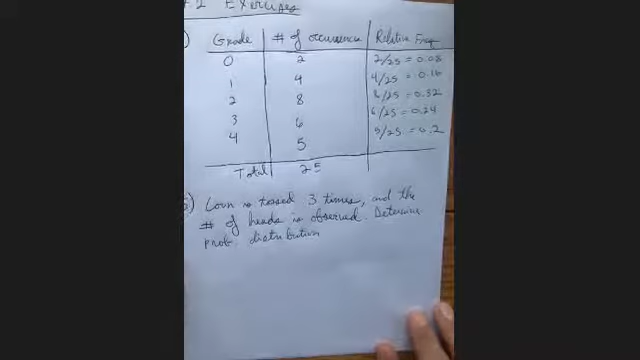 .2 Exercises
Grade # of occurrences Relative Freq
0 2 2/25 = 0.08
1 4 4/25 = 0.16
2 8 8/25 = 0.32
3 6 6/25 = 0.24
4 5 5/25 = 0.2
Total 25
Coin is tossed 3 times, and the
# of heads is observed. Determine
prob. distribution